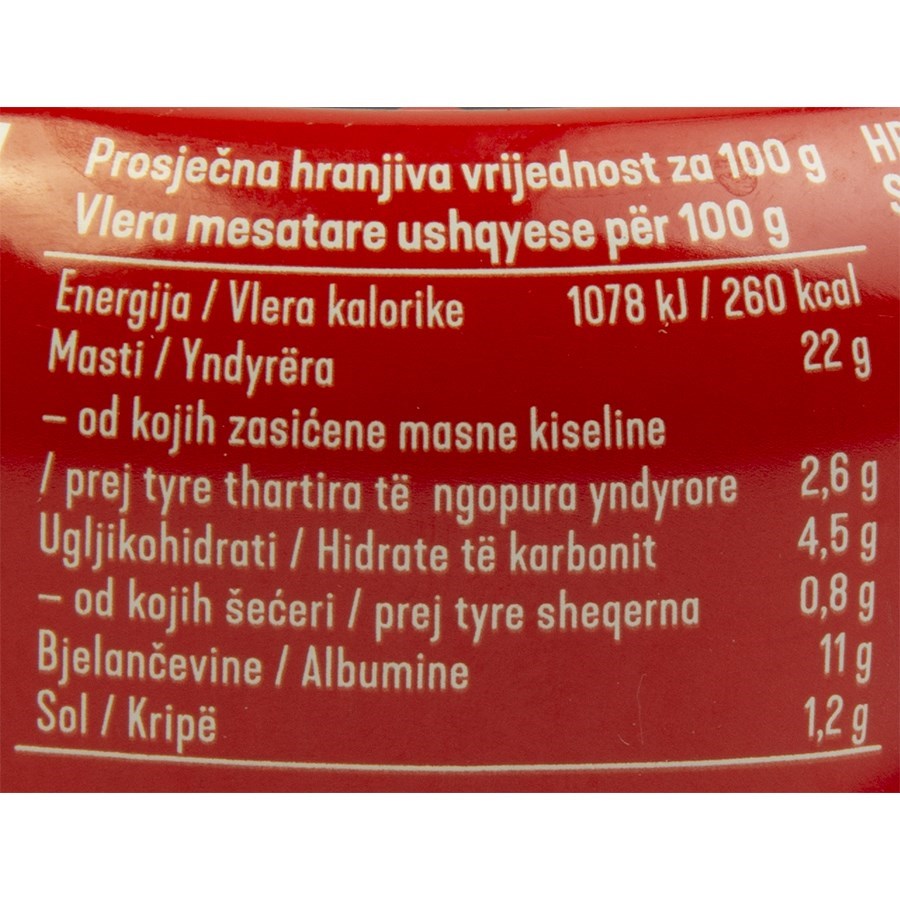 Prosječna hranjiva vrijednost za 100 g
Vlera mesatare ushqyese për 100 g
Energija / Vlera kalorike 1078 kJ / 260 kcal
Masti / Yndyrëra 22 g
– od kojih zasićene masne kiseline
/ prej tyre thartira të ngopura yndyrore 2,6 g
Ugljikohidrati / Hidrate të karbonit 4,5 g
– od kojih šećeri / prej tyre sheqerna 0,8 g
Bjelančevine / Albumine 11 g
Sol / Kripë 1,2 g